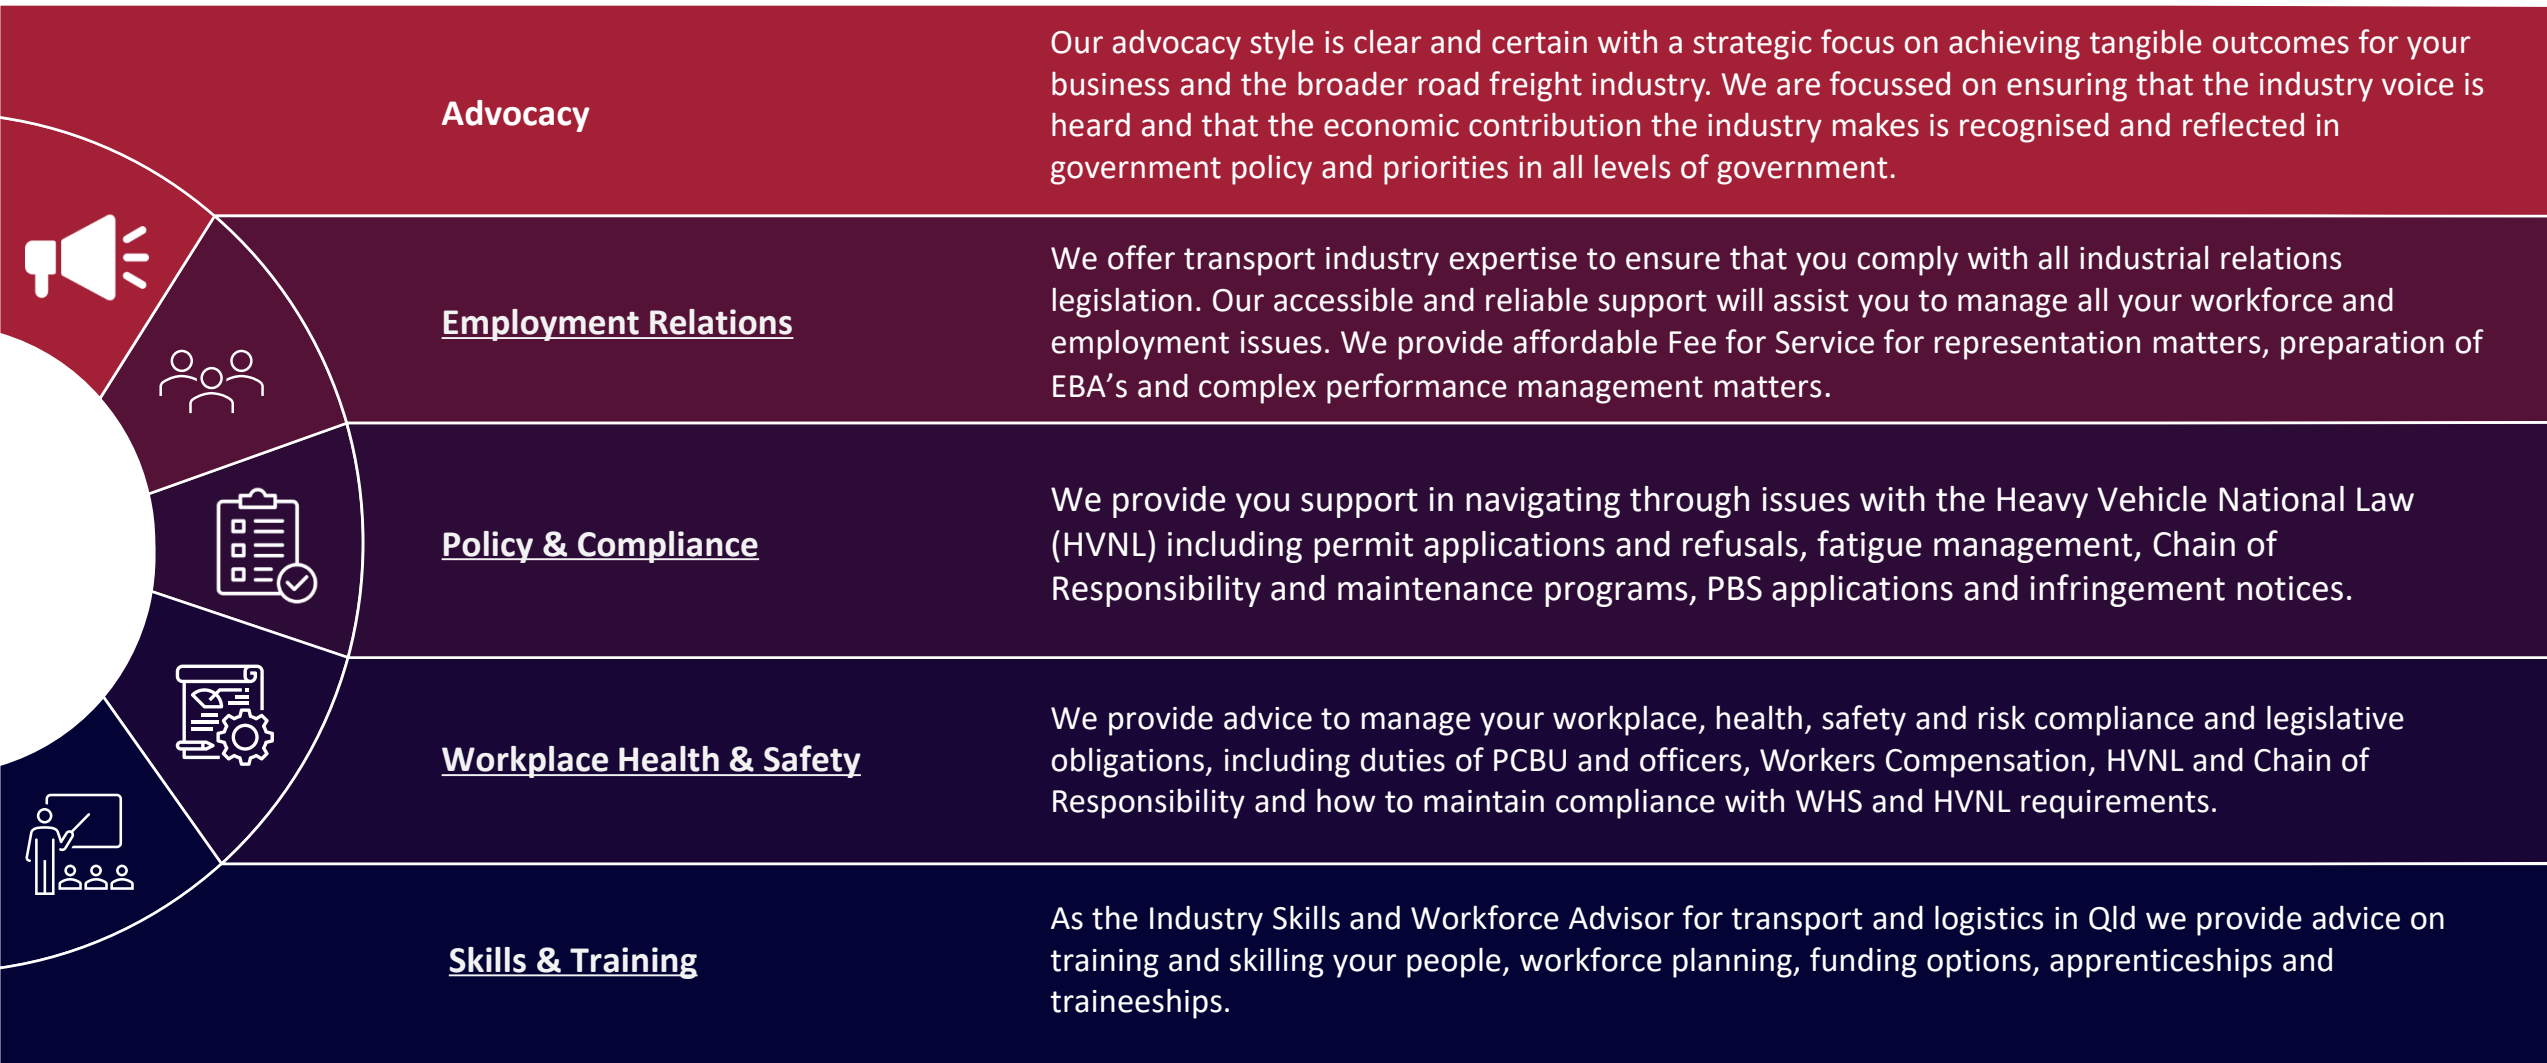 Advocacy
Our advocacy style is clear and certain with a strategic focus on achieving tangible outcomes for your
business and the broader road freight industry. We are focussed on ensuring that the industry voice is
heard and that the economic contribution the industry makes is recognised and reflected in
government policy and priorities in all levels of government.
Employment Relations
We offer transport industry expertise to ensure that you comply with all industrial relations
legislation. Our accessible and reliable support will assist you to manage all your workforce and
employment issues. We provide affordable Fee for Service for representation matters, preparation of
EBA’s and complex performance management matters.
Policy & Compliance
We provide you support in navigating through issues with the Heavy Vehicle National Law
(HVNL) including permit applications and refusals, fatigue management, Chain of
Responsibility and maintenance programs, PBS applications and infringement notices.
Workplace Health & Safety
We provide advice to manage your workplace, health, safety and risk compliance and legislative
obligations, including duties of PCBU and officers, Workers Compensation, HVNL and Chain of
Responsibility and how to maintain compliance with WHS and HVNL requirements.
Skills & Training
As the Industry Skills and Workforce Advisor for transport and logistics in Qld we provide advice on
training and skilling your people, workforce planning, funding options, apprenticeships and
traineeships.